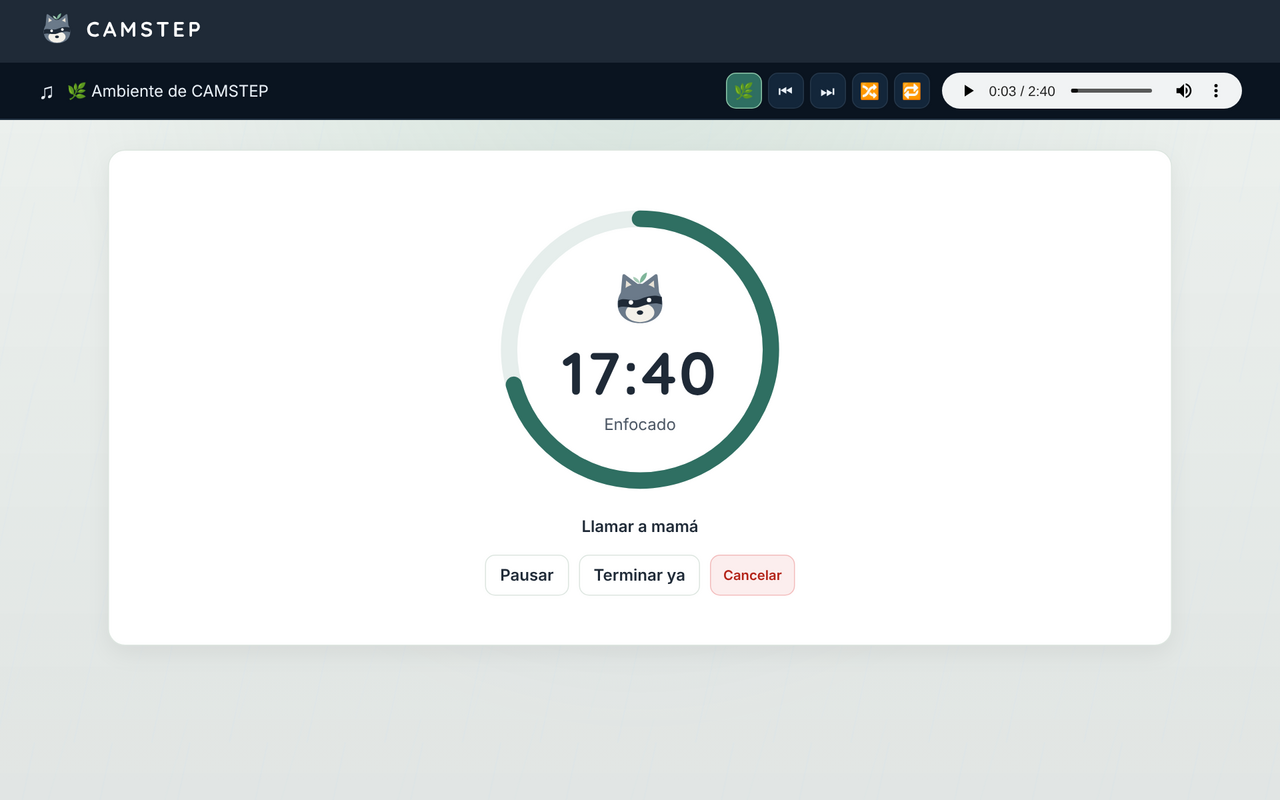 CAMSTEP
♫ 🌿 Ambiente de CAMSTEP
0:03 / 2:40
17:40
Enfocado
Llamar a mamá
Pausar Terminar ya Cancelar